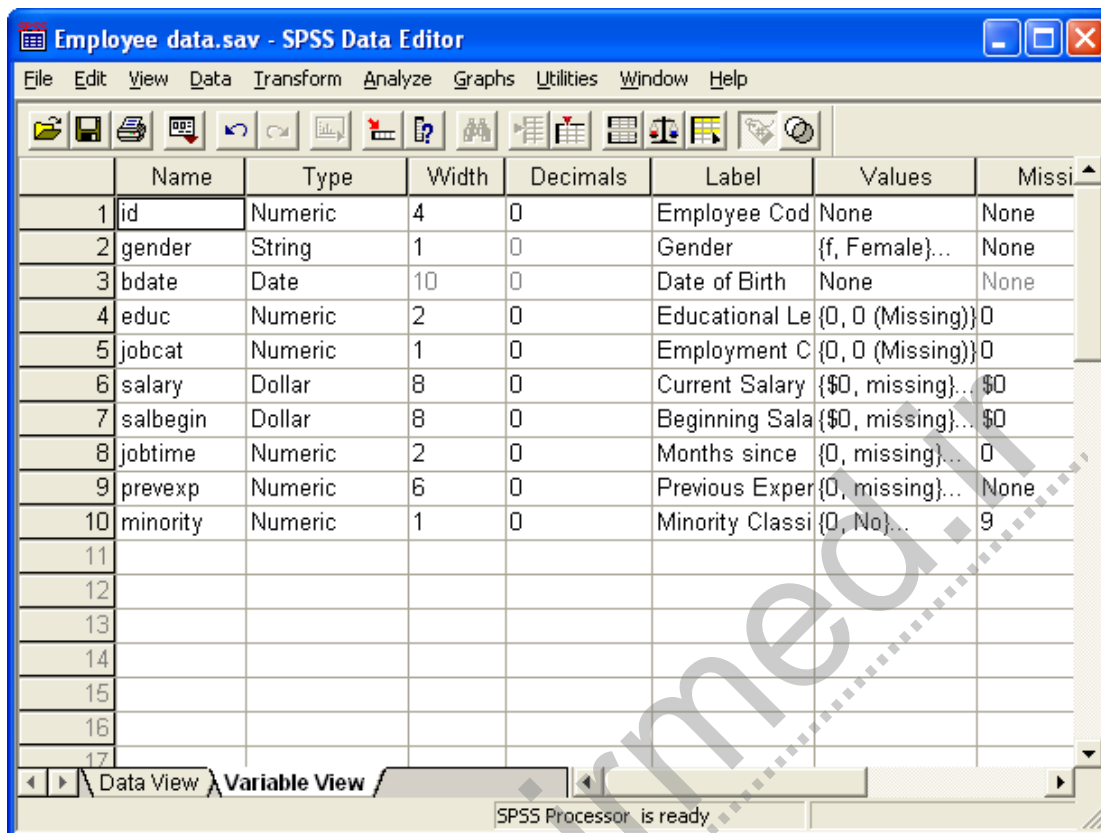 SPSS
Employee data.sav - SPSS Data Editor
File Edit View Data Transform Analyze Graphs Utilities Window Help
Name Type Width Decimals Label Values Missi
1 id Numeric 4 0 Employee Cod None None
2 gender String 1 0 Gender {f, Female}... None
3 bdate Date 10 0 Date of Birth None None
4 educ Numeric 2 0 Educational Le {0, 0 (Missing)} 0
5 jobcat Numeric 1 0 Employment C {0, 0 (Missing)} 0
6 salary Dollar 8 0 Current Salary {$0, missing}... $0
7 salbegin Dollar 8 0 Beginning Sala {$0, missing}... $0
8 jobtime Numeric 2 0 Months since {0, missing}... 0
9 prevexp Numeric 6 0 Previous Exper {0, missing}... None
10 minority Numeric 1 0 Minority Classi {0, No}... 9
11
12
13
14
15
16
17
Data View Variable View
SPSS Processor is ready
irmed.ir